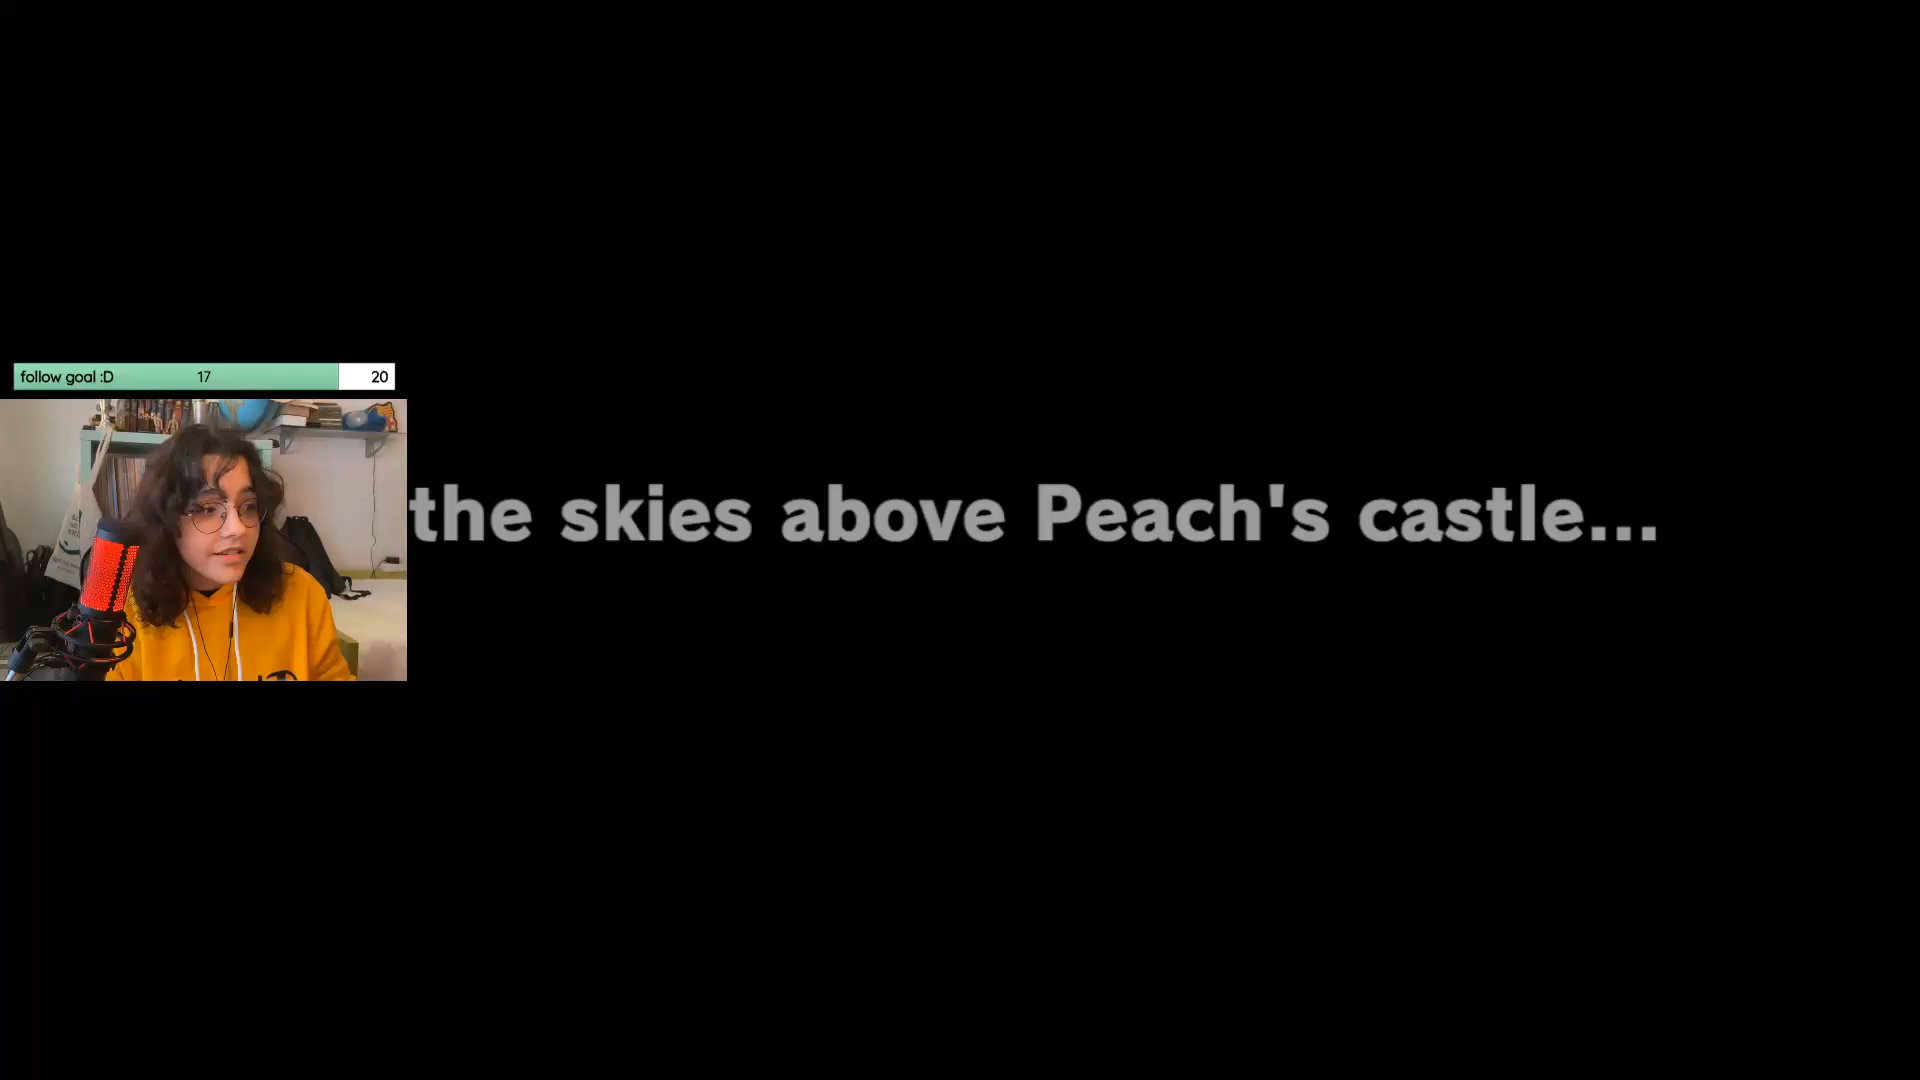 follow goal :D 17 20
the skies above Peach's castle...